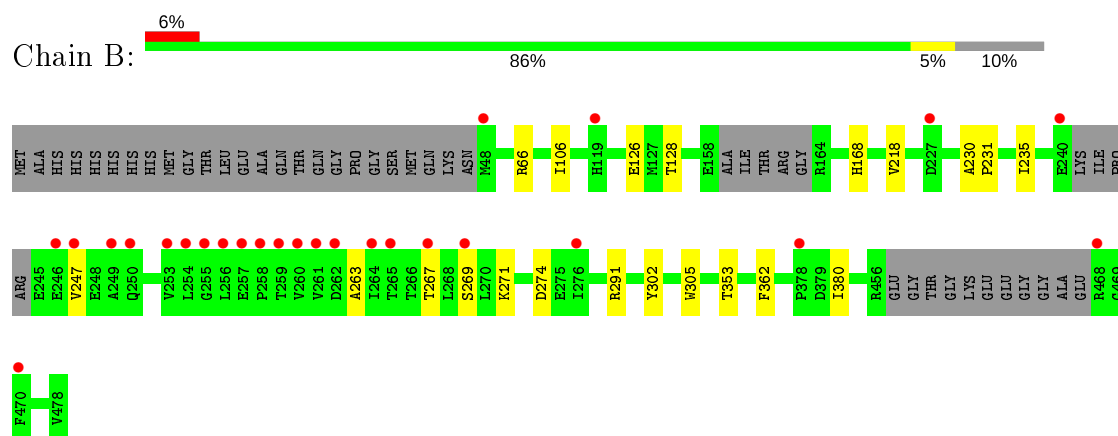 6%
Chain B:
86% 5% 10%
MET ALA HIS HIS HIS HIS HIS HIS MET GLY THR LEU GLU ALA GLN THR GLN GLY PRO GLY SER MET GLN LYS ASN M48 R66 I106 H119 E126 M127 T128 E158 ALA ILE THR ARG GLY R164 H168 V218 D227 A230 P231 I235 E240 LYS ILE PRO
ARG E245 E246 V247 E248 A249 Q250 V253 L254 G255 L256 E257 P258 T259 V260 V261 D262 A263 I264 T265 T266 T267 L268 S269 L270 K271 D274 E275 I276 R291 Y302 W305 T353 F362 P378 D379 I380 R456 GLU GLY THR GLY LYS GLU GLU GLY GLY ALA GLU R468
F470 V478